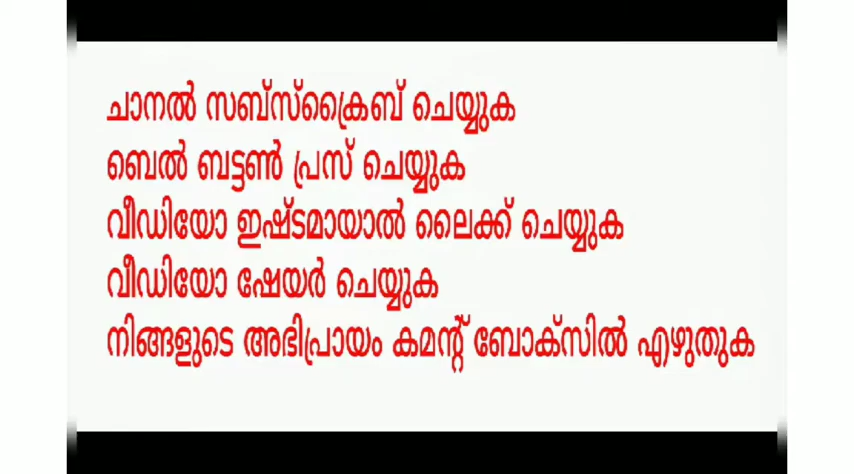 ചാനൽ സബ്സ്ക്രൈബ് ചെയ്യുക
ബെൽ ബട്ടൺ പ്രസ് ചെയ്യുക
വീഡിയോ ഇഷ്ടമായാൽ ലൈക്ക് ചെയ്യുക
വീഡിയോ ഷേയർ ചെയ്യുക
നിങ്ങളുടെ അഭിപ്രായം കമന്റ് ബോക്സിൽ എഴുതുക